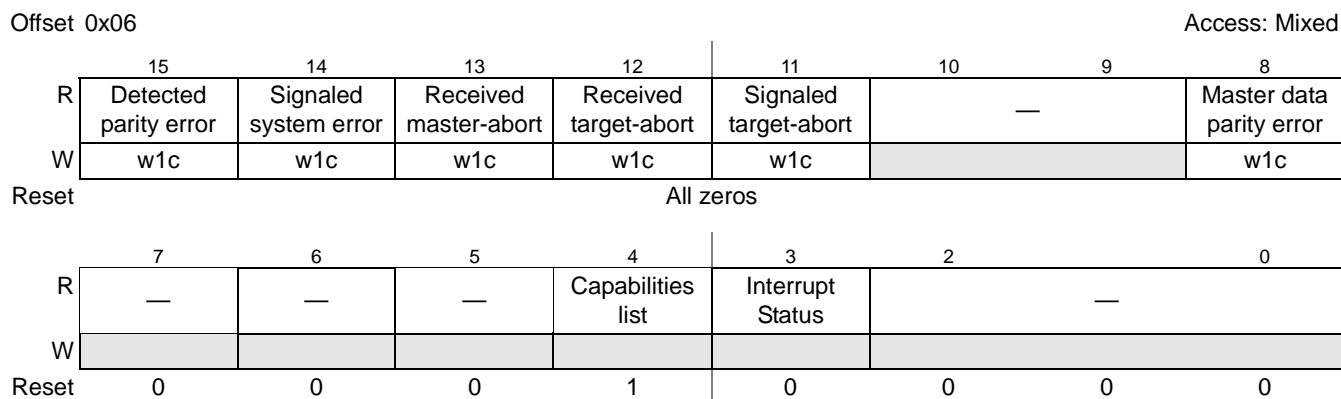 Offset 0x06 Access: Mixed
15 14 13 12 11 10 9 8
R Detected Signaled Received Received Signaled — Master data
parity error system error master-abort target-abort target-abort parity error
W w1c w1c w1c w1c w1c w1c
Reset All zeros
7 6 5 4 3 2 0
R — — — Capabilities Interrupt —
list Status
W
Reset 0 0 0 1 0 0 0 0